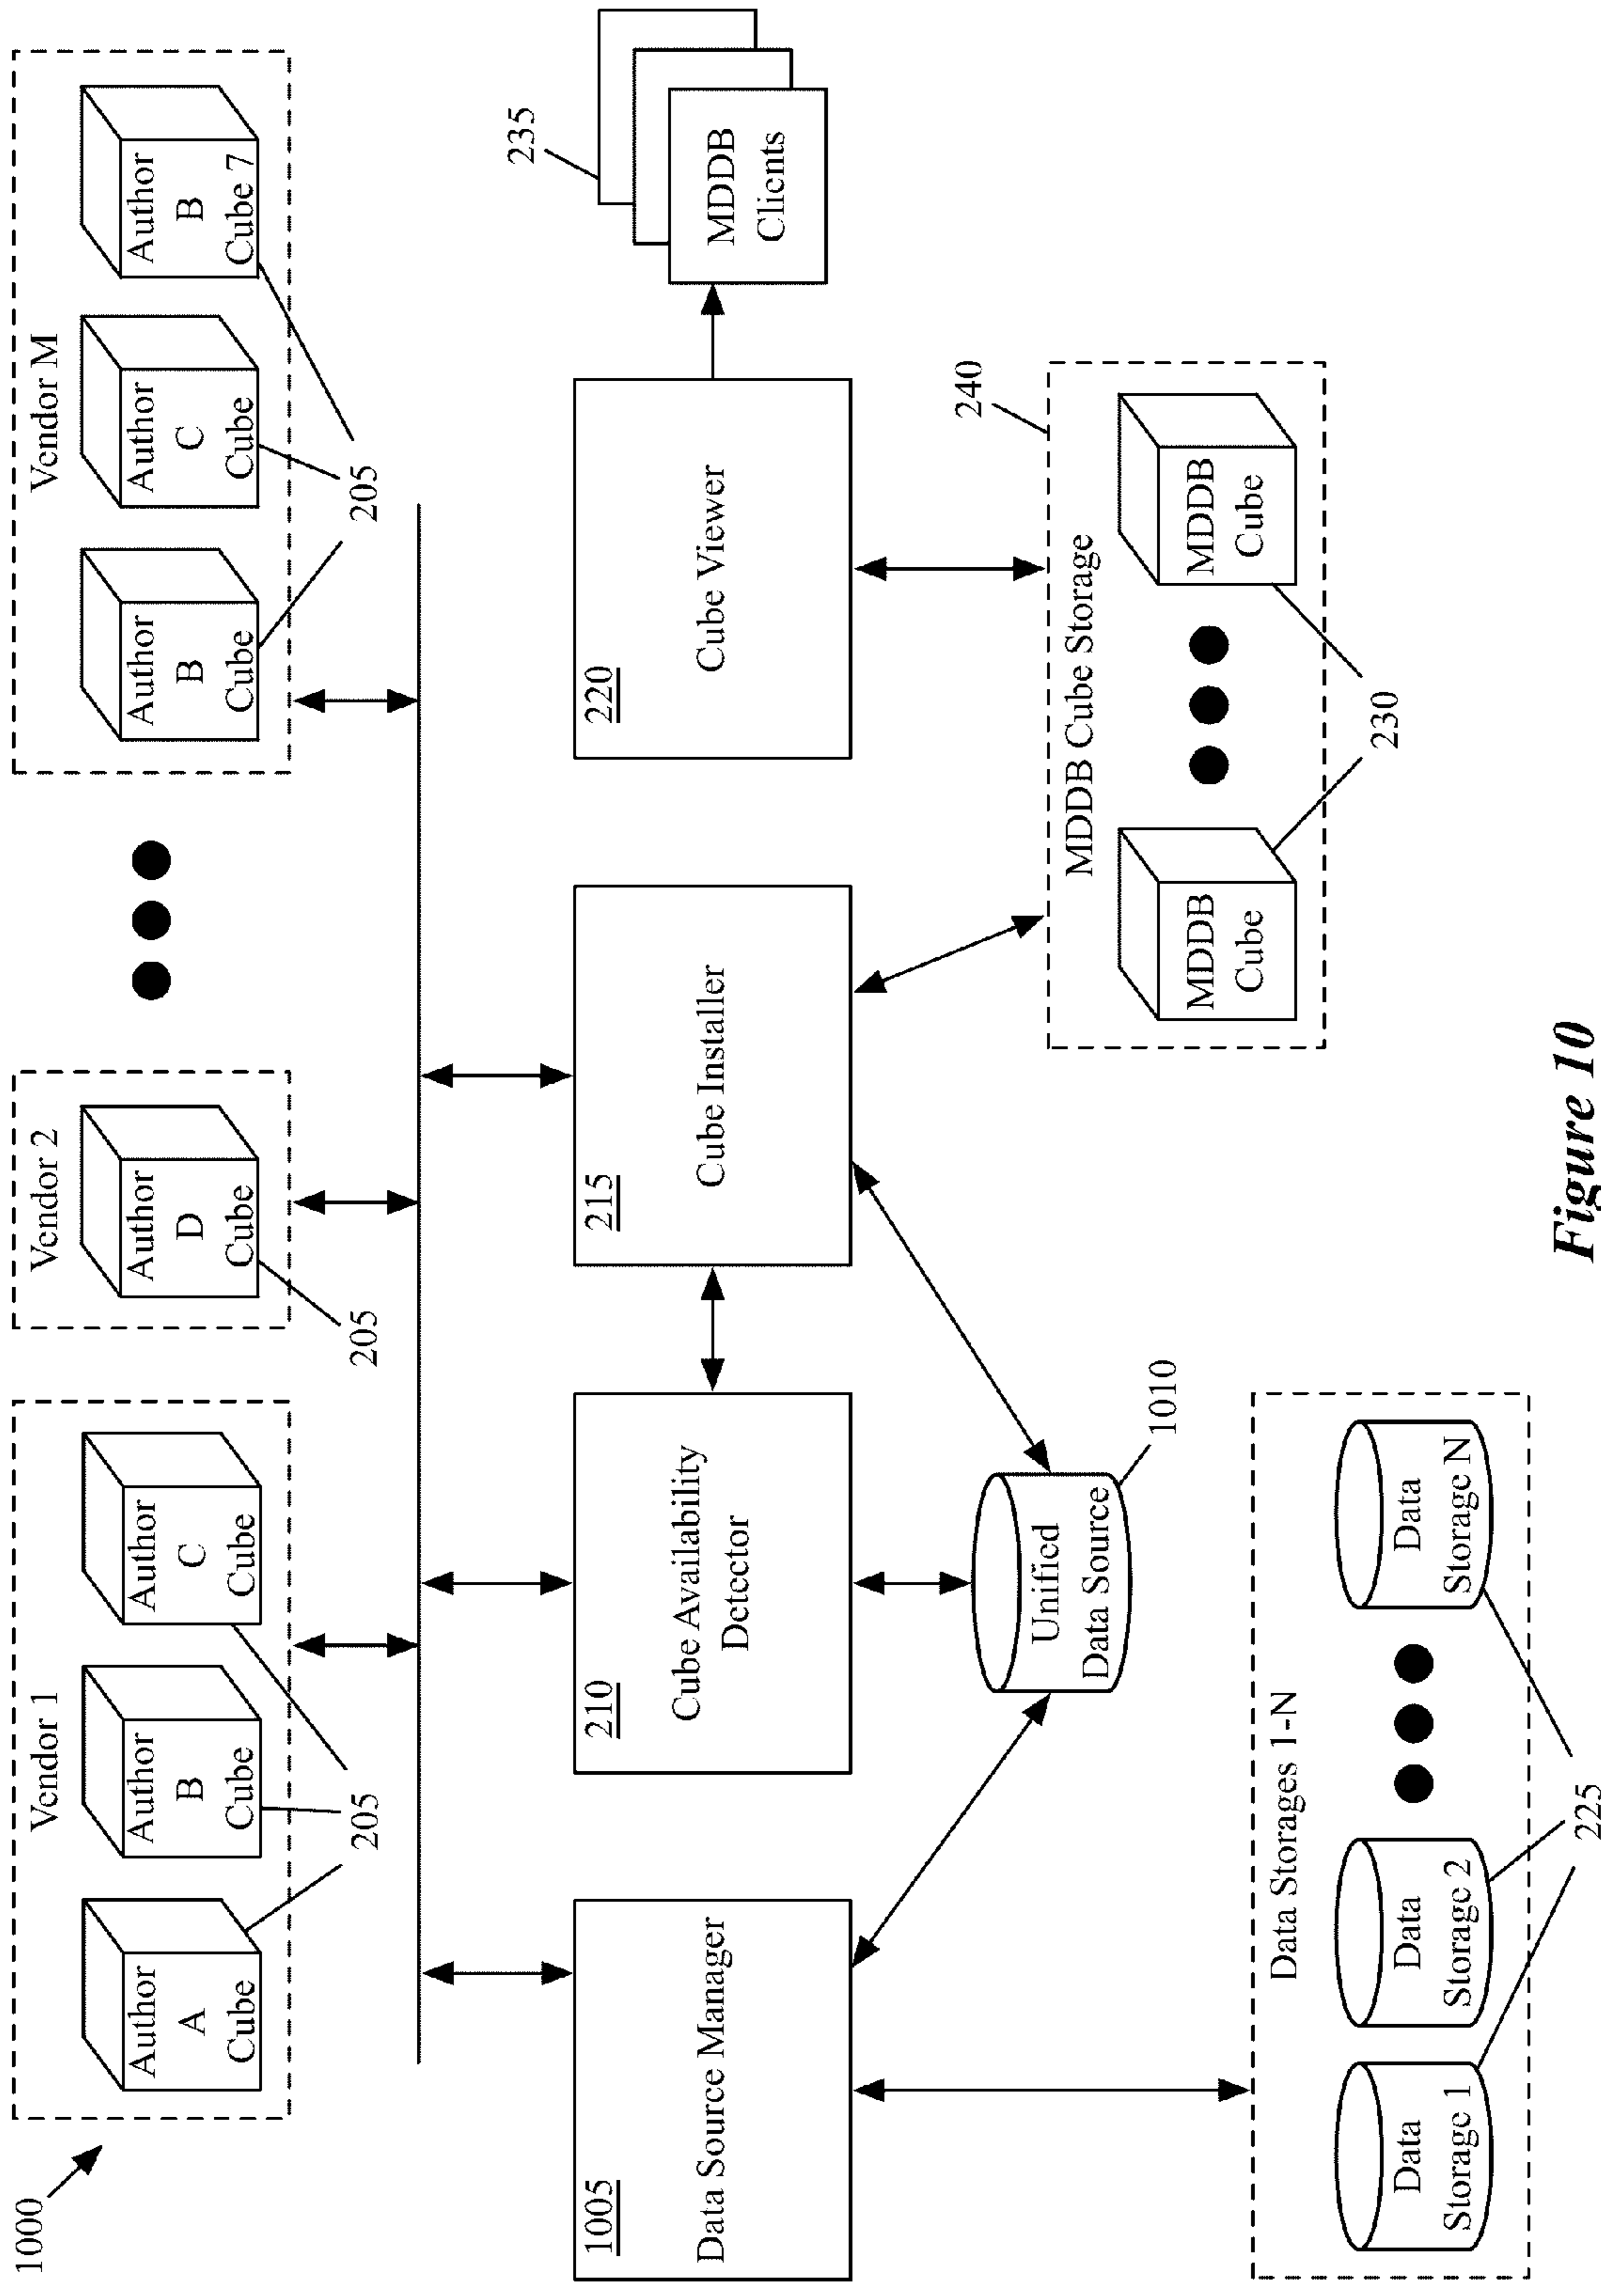 1000
Vendor 1
Author
A
Cube
Author
B
Cube
Author
C
Cube
205
Vendor 2
Author
D
Cube
205
Vendor M
Author
B
Cube
Author
C
Cube
Author
B
Cube 7
205
1005
Data Source Manager
210
Cube Availability
Detector
215
Cube Installer
220
Cube Viewer
235
MDDB
Clients
Unified
Data Source
1010
240
MDDB Cube Storage
MDDB
Cube
MDDB
Cube
230
Data Storages 1-N
Data
Storage 1
Data
Storage 2
Data
Storage N
225
Figure 10